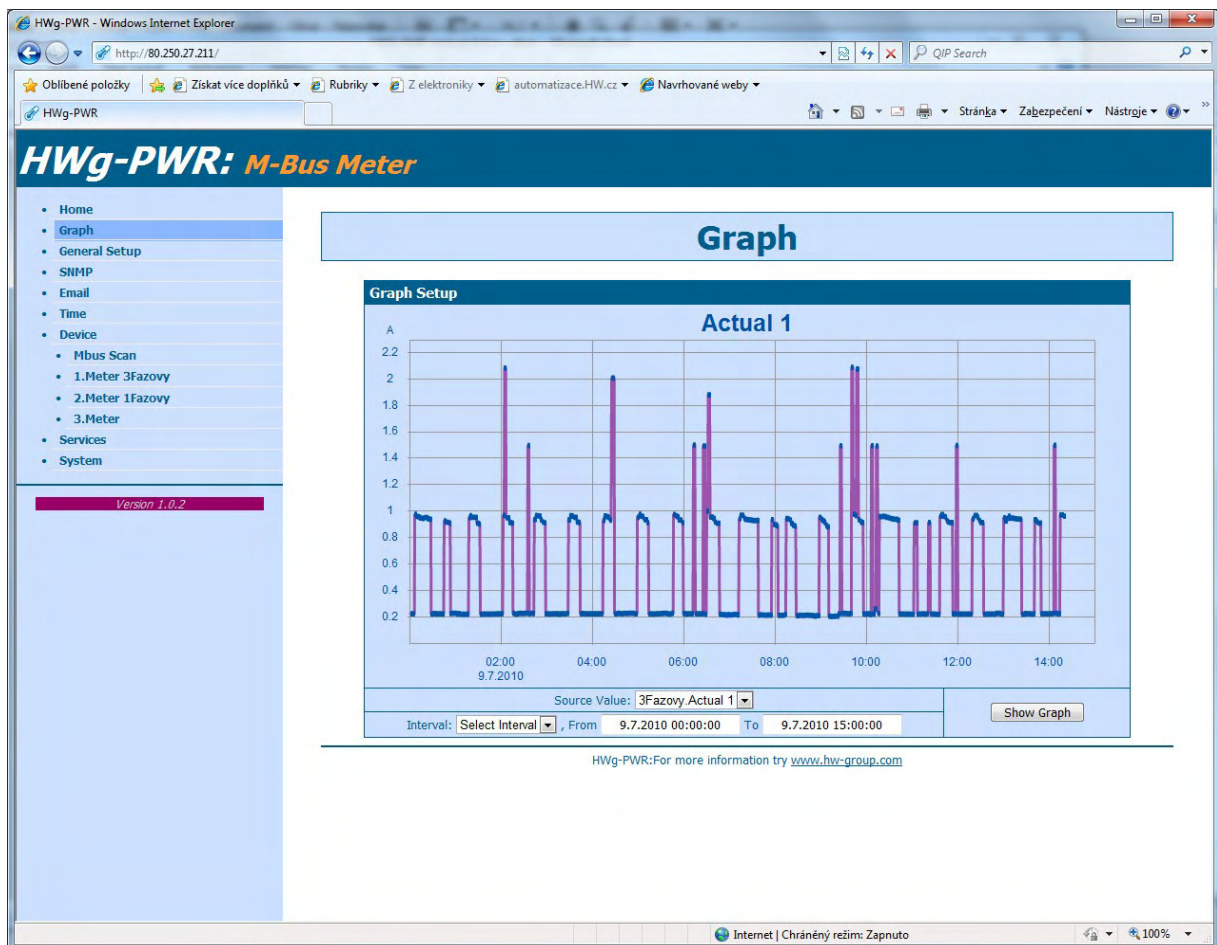 HWg-PWR - Windows Internet Explorer
http://80.250.27.211/
QIP Search
Oblíbené položky
Získat více doplňků
Rubriky
Z elektroniky
automatizace.HW.cz
Navrhované weby
HWg-PWR
Stránka
Zabezpečení
Nástroje
HWg-PWR: M-Bus Meter
Home
Graph
General Setup
SNMP
Email
Time
Device
Mbus Scan
1.Meter 3Fazovy
2.Meter 1Fazovy
3.Meter
Services
System
Version 1.0.2
Graph
Graph Setup
Actual 1
A
2.2
2
1.8
1.6
1.4
1.2
1
0.8
0.6
0.4
0.2
02:00 04:00 06:00 08:00 10:00 12:00 14:00
9.7.2010
Source Value: 3Fazovy.Actual 1
Interval: Select Interval , From 9.7.2010 00:00:00 To 9.7.2010 15:00:00
Show Graph
HWg-PWR:For more information try www.hw-group.com
Internet | Chráněný režim: Zapnuto
100%